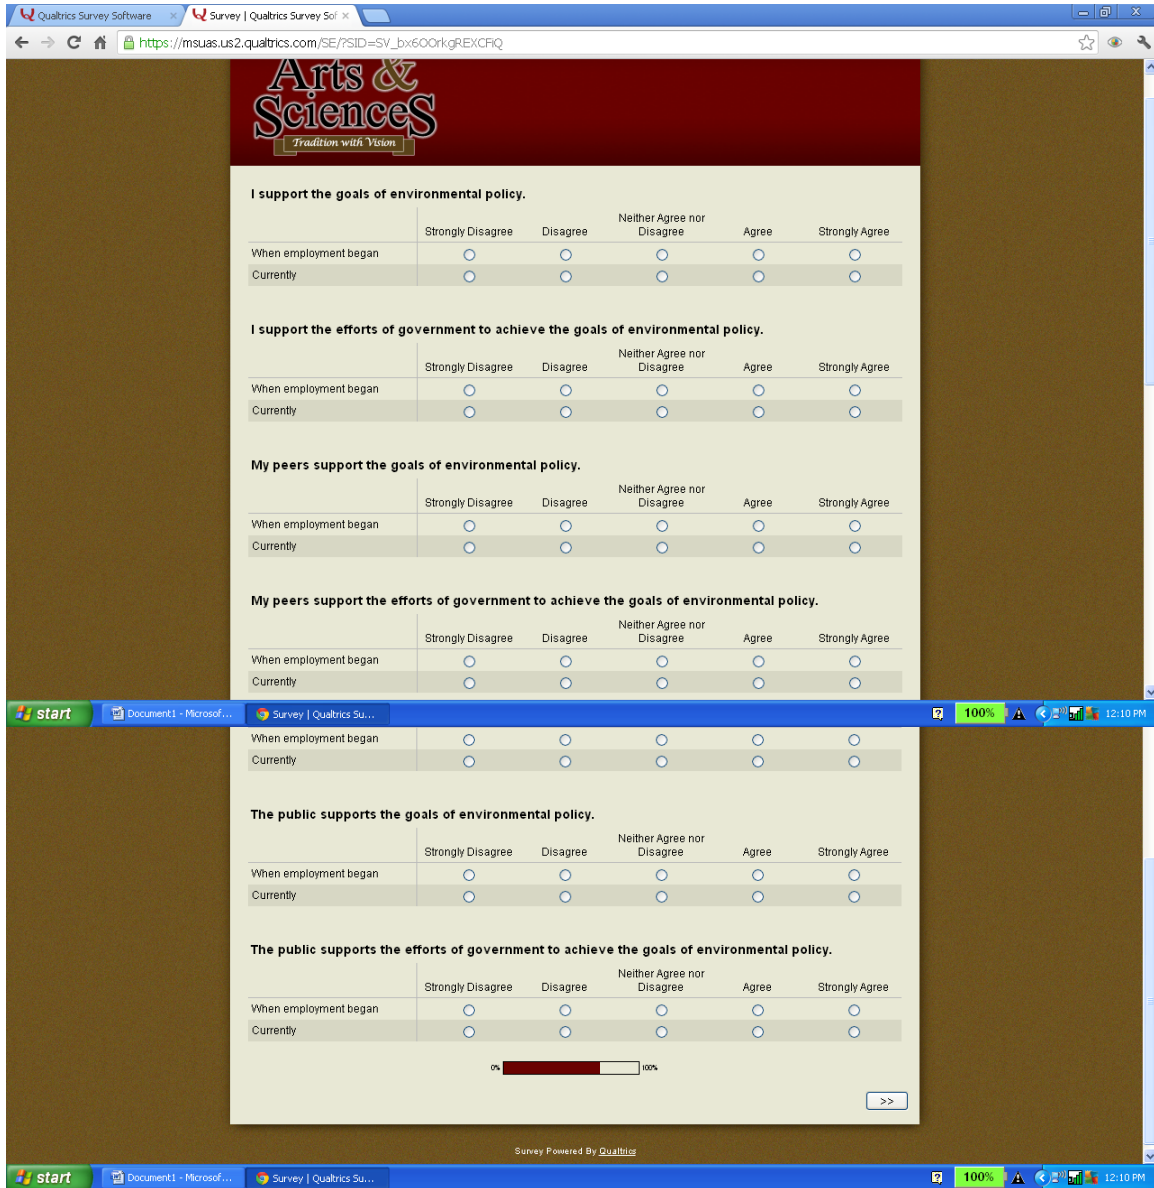 Qualtrics Survey Software
Survey | Qualtrics Survey Sof
https://msuas.us2.qualtrics.com/SE/?SID=SV_bx6OOrkgREXCFiQ
Arts &
ScienceS
Tradition with Vision
I support the goals of environmental policy.
Neither Agree nor
Strongly Disagree Disagree Disagree Agree Strongly Agree
When employment began
Currently
I support the efforts of government to achieve the goals of environmental policy.
Neither Agree nor
Strongly Disagree Disagree Disagree Agree Strongly Agree
When employment began
Currently
My peers support the goals of environmental policy.
Neither Agree nor
Strongly Disagree Disagree Disagree Agree Strongly Agree
When employment began
Currently
My peers support the efforts of government to achieve the goals of environmental policy.
Neither Agree nor
Strongly Disagree Disagree Disagree Agree Strongly Agree
When employment began
Currently
start Document1 - Microsof... Survey | Qualtrics Su... 100% 12:10 PM
When employment began
Currently
The public supports the goals of environmental policy.
Neither Agree nor
Strongly Disagree Disagree Disagree Agree Strongly Agree
When employment began
Currently
The public supports the efforts of government to achieve the goals of environmental policy.
Neither Agree nor
Strongly Disagree Disagree Disagree Agree Strongly Agree
When employment began
Currently
0% 100%
>>
Survey Powered By Qualtrics
start Document1 - Microsof... Survey | Qualtrics Su... 100% 12:10 PM